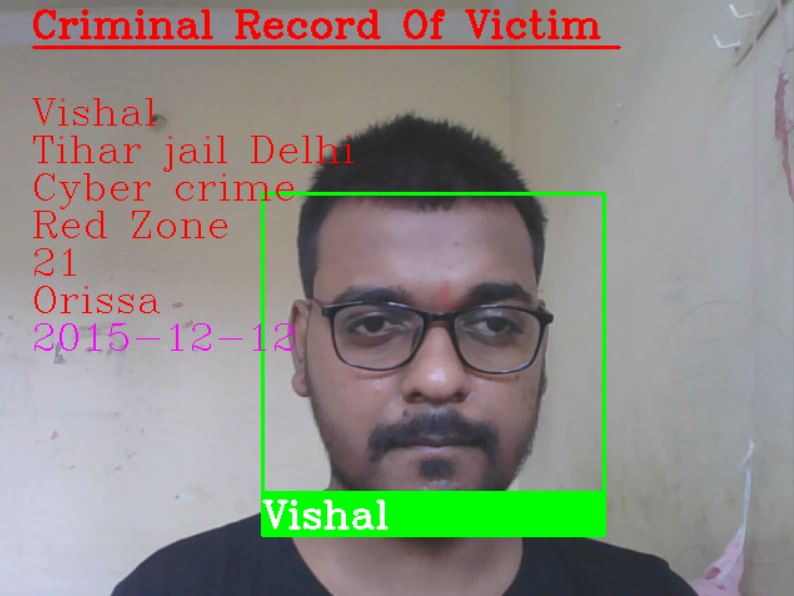 Criminal Record Of Victim
Vishal
Tihar jail Delhi
Cyber crime
Red Zone
21
Orissa
2015-12-12
Vishal